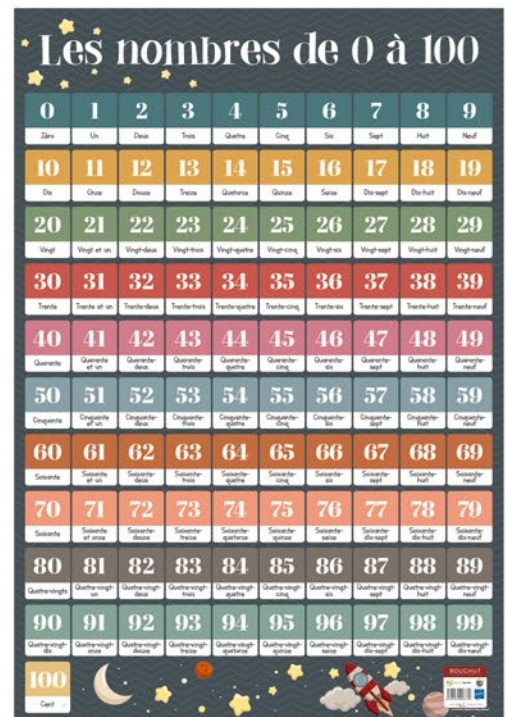 Les nombres de 0 à 100
0 1 2 3 4 5 6 7 8 9
Zéro Un Deux Trois Quatre Cinq Six Sept Huit Neuf
10 11 12 13 14 15 16 17 18 19
Dix Onze Douze Treize Quatorze Quinze Seize Dix-sept Dix-huit Dix-neuf
20 21 22 23 24 25 26 27 28 29
Vingt Vingt et un Vingt-deux Vingt-trois Vingt-quatre Vingt-cinq Vingt-six Vingt-sept Vingt-huit Vingt-neuf
30 31 32 33 34 35 36 37 38 39
Trente Trente et un Trente-deux Trente-trois Trente-quatre Trente-cinq Trente-six Trente-sept Trente-huit Trente-neuf
40 41 42 43 44 45 46 47 48 49
Quarante Quarante et un Quarante-deux Quarante-trois Quarante-quatre Quarante-cinq Quarante-six Quarante-sept Quarante-huit Quarante-neuf
50 51 52 53 54 55 56 57 58 59
Cinquante Cinquante et un Cinquante-deux Cinquante-trois Cinquante-quatre Cinquante-cinq Cinquante-six Cinquante-sept Cinquante-huit Cinquante-neuf
60 61 62 63 64 65 66 67 68 69
Soixante Soixante et un Soixante-deux Soixante-trois Soixante-quatre Soixante-cinq Soixante-six Soixante-sept Soixante-huit Soixante-neuf
70 71 72 73 74 75 76 77 78 79
Soixante Soixante et onze Soixante-douze Soixante-treize Soixante-quatorze Soixante-quinze Soixante-seize Soixante-dix-sept Soixante-dix-huit Soixante-dix-neuf
80 81 82 83 84 85 86 87 88 89
Quatre-vingts Quatre-vingt-un Quatre-vingt-deux Quatre-vingt-trois Quatre-vingt-quatre Quatre-vingt-cinq Quatre-vingt-six Quatre-vingt-sept Quatre-vingt-huit Quatre-vingt-neuf
90 91 92 93 94 95 96 97 98 99
Quatre-vingt-dix Quatre-vingt-onze Quatre-vingt-douze Quatre-vingt-treize Quatre-vingt-quatorze Quatre-vingt-quinze Quatre-vingt-seize Quatre-vingt-dix-sept Quatre-vingt-dix-huit Quatre-vingt-dix-neuf
100
Cent
BOUCHUT